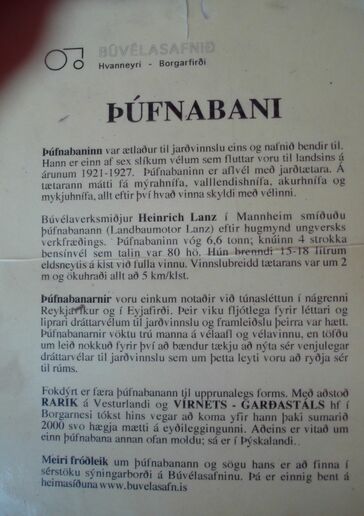 BÚVÉLASAFNIÐ
Hvanneyri - Borgarfirði
ÞÚFNABANI
Þúfnabaninn var ætlaður til jarðvinnslu eins og nafnið bendir til.
Hann er einn af sex slíkum vélum sem fluttar voru til landsins á
árunum 1921-1927. Þúfnabaninn er aflvél með jarðtætara. Á
tætarann mátti fá mýrahnífa, valllendishnífa, akurhnífa og
mykjuhnífa, allt eftir því hvað vinna skyldi með vélinni.
Búvélaverksmiðjur Heinrich Lanz í Mannheim smíðuðu
þúfnabanann (Landbaumotor Lanz) eftir hugmynd ungversks
verkfræðings. Þúfnabaninn vóg 6,6 tonn; knúinn 4 strokka
bensínvél sem talin var 80 hö. Hún brenndi 15-18 lítrum
eldsneytis á kist við fulla vinnu. Vinnslubreidd tætarans var um 2
m og ökuhraði allt að 5 km/klst.
Þúfnabanarnir voru einkum notaðir við túnasléttun í nágrenni
Reykjavíkur og í Eyjafirði. Þeir viku fljótlega fyrir léttari og
liprari dráttarvélum til jarðvinnslu og framleiðslu þeirra var hætt.
Þúfnabanarnir vöktu trú manna á vélaafl og vélavinnu, en töfðu
um leið nokkuð fyrir því að bændur tækju að nýta sér venjulegar
dráttarvélar til jarðvinnslu sem um þetta leyti voru að ryðja sér
til rúms.
Fokdýrt er færa þúfnabanann til upprunalegs forms. Með aðstoð
RARIK á Vesturlandi og VÍRNETS - GARÐASTÁLS hf í
Borgarnesi tókst hins vegar að koma yfir hann þaki sumarið
2000 svo hægja mætti á eyðileggingunni. Aðeins er vitað um
einn þúfnabana annan ofan moldu; sá er í Þýskalandi.
Meiri fróðleik um þúfnabanann og sögu hans er að finna í
sérstöku sýningarborði á Búvélasafninu. Þá er einnig bent á
heimasíðuna www.buvelasafn.is